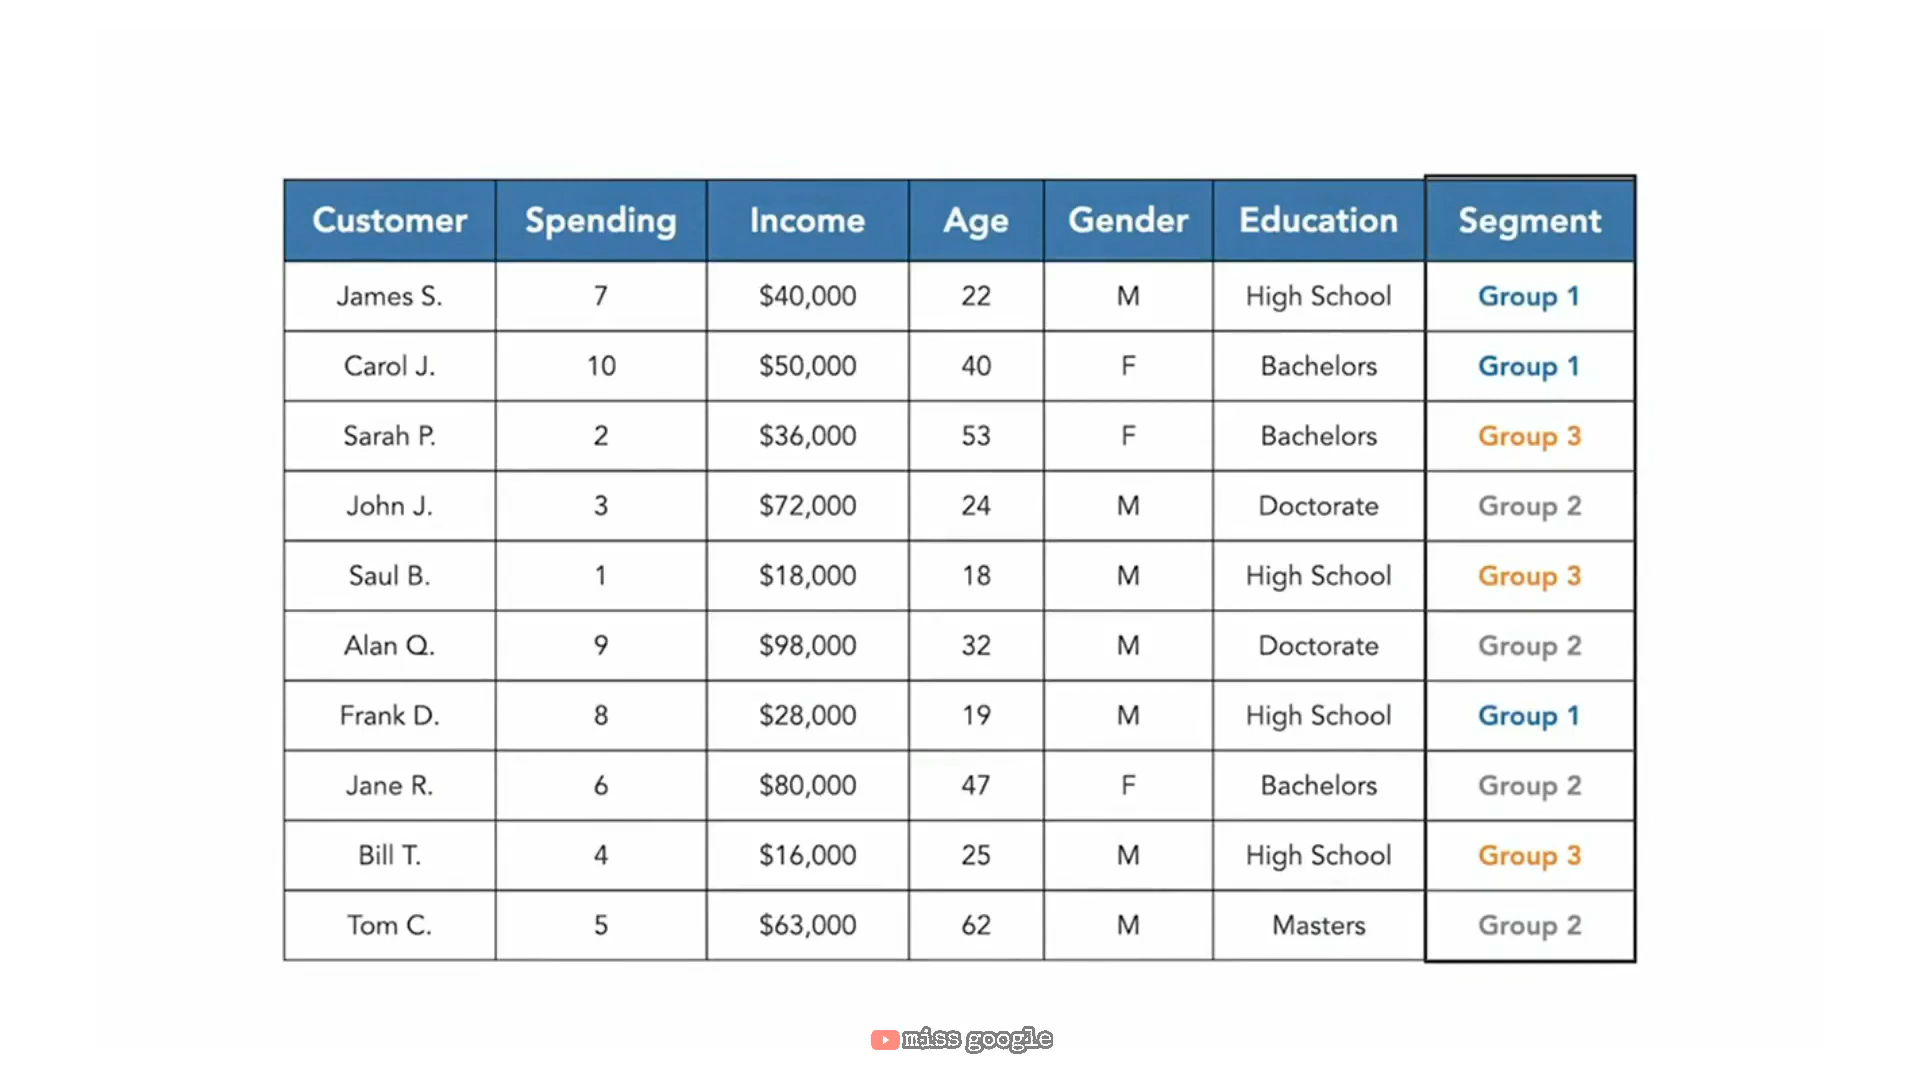 Customer Spending Income Age Gender Education Segment
James S. 7 $40,000 22 M High School Group 1
Carol J. 10 $50,000 40 F Bachelors Group 1
Sarah P. 2 $36,000 53 F Bachelors Group 3
John J. 3 $72,000 24 M Doctorate Group 2
Saul B. 1 $18,000 18 M High School Group 3
Alan Q. 9 $98,000 32 M Doctorate Group 2
Frank D. 8 $28,000 19 M High School Group 1
Jane R. 6 $80,000 47 F Bachelors Group 2
Bill T. 4 $16,000 25 M High School Group 3
Tom C. 5 $63,000 62 M Masters Group 2
miss google